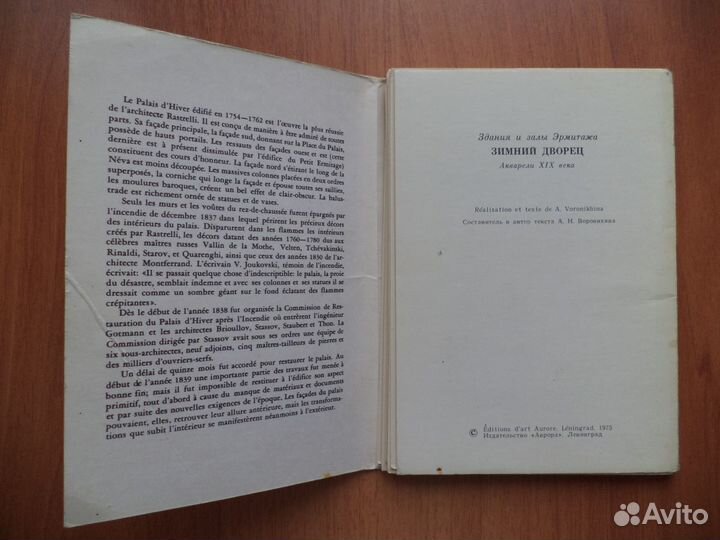 Le Palais d'Hiver édifié en 1754—1762 est l'œuvre la plus réussie
de l'architecte Rastrelli. Il est conçu de manière à être admiré de toutes
parts. Sa façade principale, la façade sud, donnant sur la Place du Palais,
possède de hauts portails. Les ressauts des façades ouest et est (cette
dernière est à présent dissimulée par l'édifice du Petit Ermitage)
constituent des cours d'honneur. La façade nord s'étirant le long de la
Néva est moins découpée. Les massives colonnes placées en deux ordres
superposés, la corniche qui longe la façade et épouse toutes ses saillies,
les moulures baroques, créent un bel effet de clair-obscur. La balus-
trade est richement ornée de statues et de vases.
Seuls les murs et les voûtes du rez-de-chaussée furent épargnés par
l'incendie de décembre 1837 dans lequel périrent les précieux décors
des intérieurs du palais. Disparurent dans les flammes les intérieurs
créés par Rastrelli, les décors datant des années 1760—1780 dus aux
célèbres maîtres russes Vallin de la Mothe, Velten, Tchévakinski,
Rinaldi, Starov, et Quarenghi, ainsi que ceux des années 1830 de l'ar-
chitecte Montferrand. L'écrivain V. Joukovski, témoin de l'incendie,
écrivait: «Il se passait quelque chose d'indescriptible: le palais, la proie
du désastre, semblait indemne et avec ses colonnes et ses statues il se
dressait comme un sombre géant sur le fond éclatant des flammes
crépitantes».
Dès le début de l'année 1838 fut organisée la Commission de Res-
tauration du Palais d'Hiver après l'Incendie où entrèrent l'ingénieur
Gotmann et les architectes Brioullov, Stassov, Staubert et Thon. La
Commission dirigée par Stassov avait sous ses ordres une équipe de
six sous-architectes, neuf adjoints, cinq maîtres-tailleurs de pierres et
des milliers d'ouvriers-serfs.
Un délai de quinze mois fut accordé pour restaurer le palais. Au
début de l'année 1839 une importante partie des travaux fut menée à
bonne fin; mais il fut impossible de restituer à l'édifice son aspect
primitif, tout d'abord à cause du manque de matériaux et documents
et par suite des nouvelles exigences de l'époque. Les façades du palais
pouvaient, elles, retrouver leur allure antérieure, mais les transforma-
tions que subit l'intérieur se manifestèrent néanmoins à l'extérieur.
Здания и залы Эрмитажа
ЗИМНИЙ ДВОРЕЦ
Акварели XIX века
Réalisation et texte de A. Voronikhina
Составитель и автор текста А. Н. Воронихина
© Éditions d'art Aurore, Léningrad, 1975
Издательство «Аврора», Ленинград
Avito